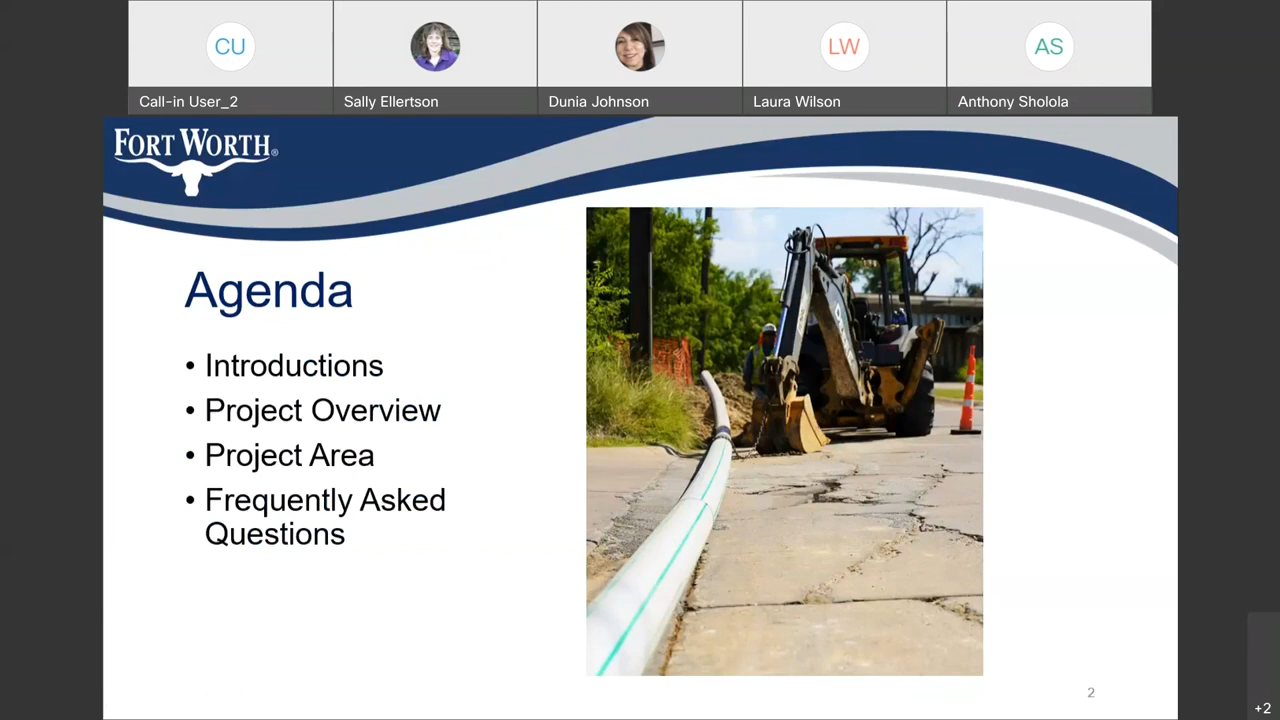 CU
LW
AS
Call-in User_2
Sally Ellertson
Dunia Johnson
Laura Wilson
Anthony Sholola
FORT WORTH®
Agenda
• Introductions
• Project Overview
• Project Area
• Frequently Asked
Questions
2
+2